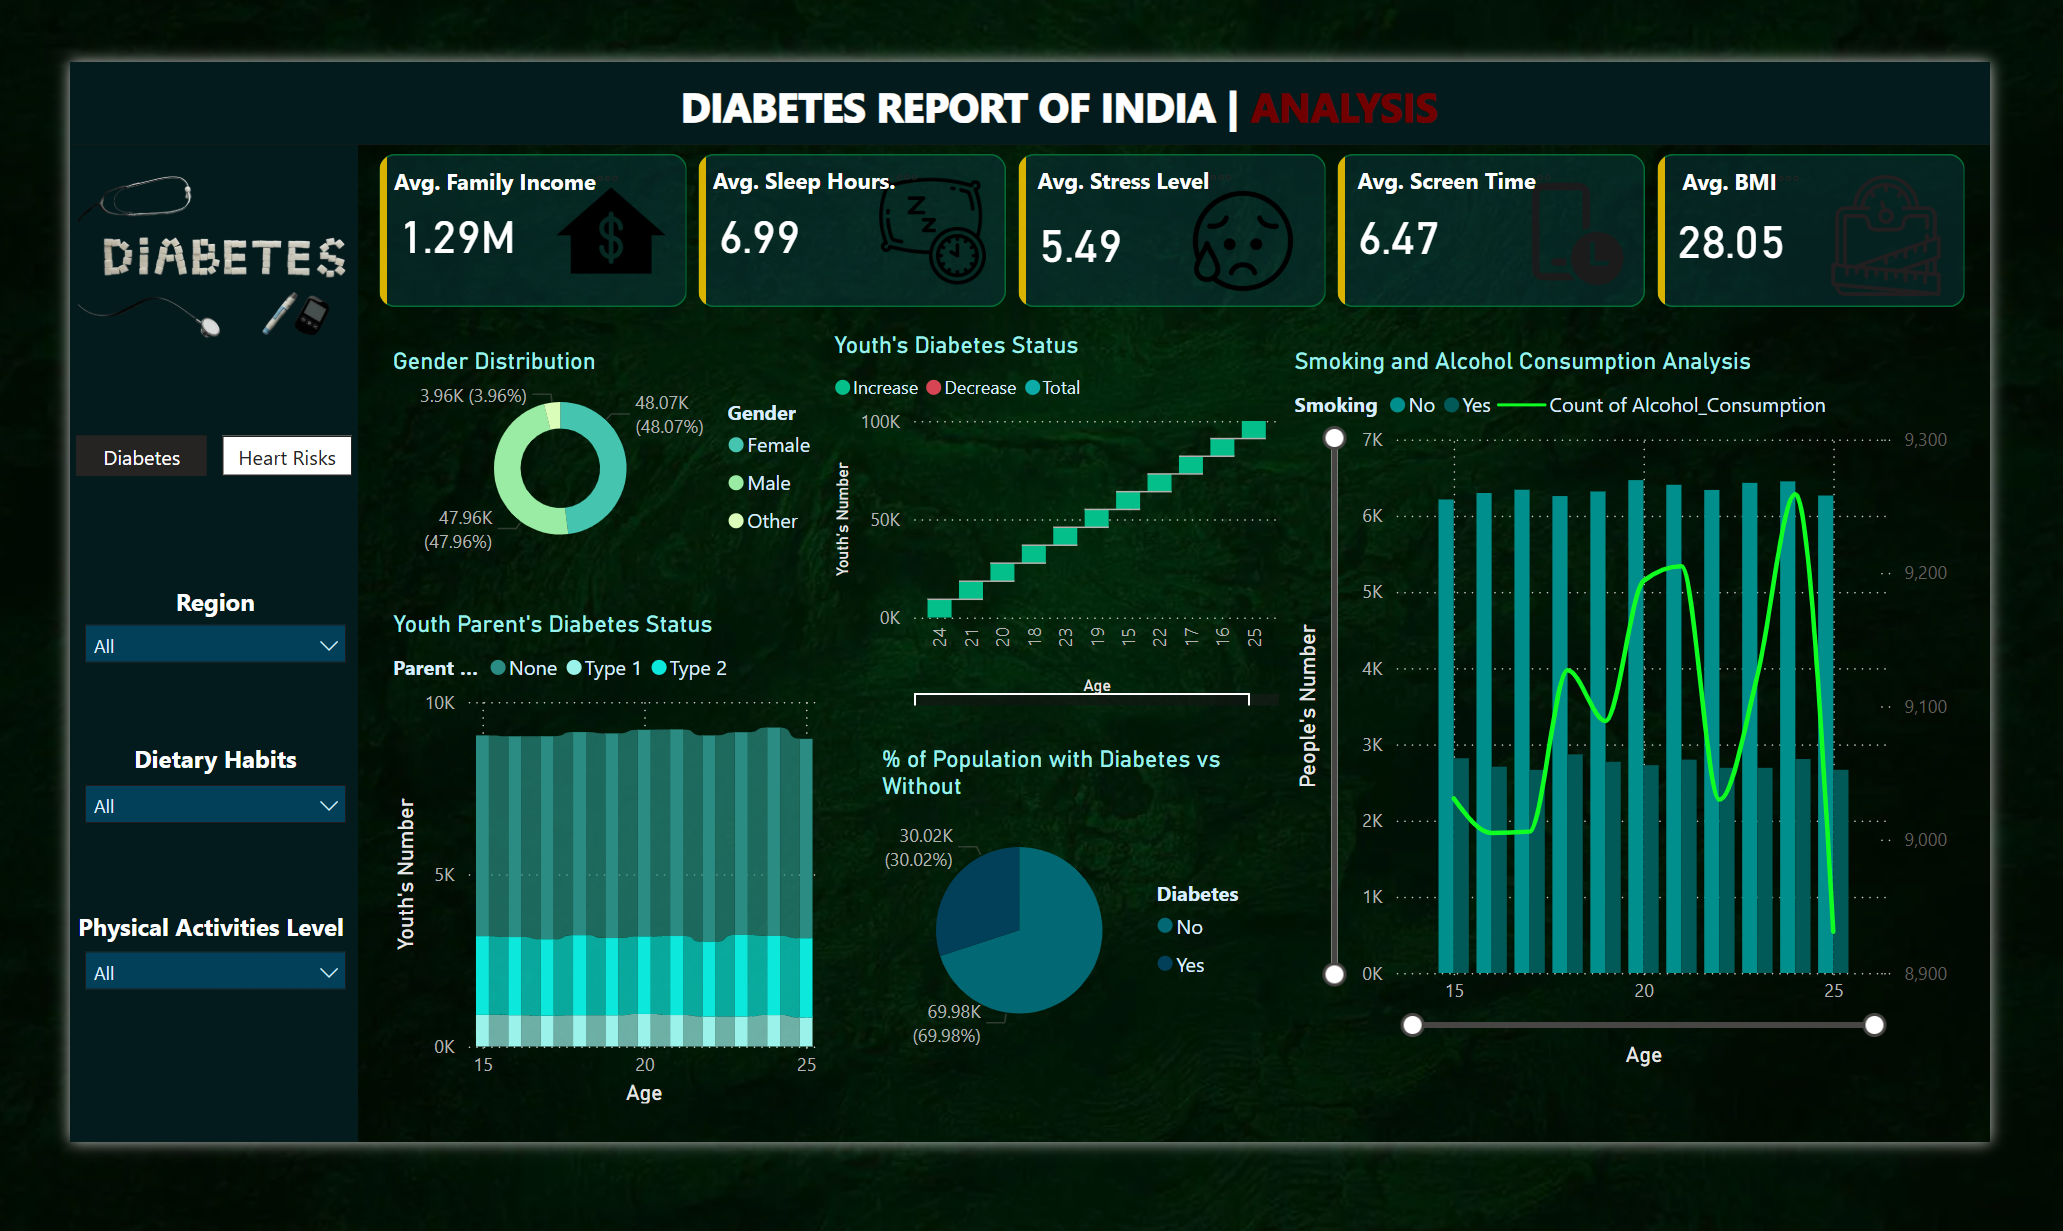 DIABETES REPORT OF INDIA | ANALYSIS
DIABETES
Diabetes
Heart Risks
Region
All
Dietary Habits
All
Physical Activities Level
All
Avg. Family Income
1.29M
$
Avg. Sleep Hours.
6.99
Z
Z
Z
Avg. Stress Level
5.49
Avg. Screen Time
6.47
Avg. BMI
28.05
Gender Distribution
3.96K (3.96%)
48.07K
(48.07%)
47.96K
(47.96%)
Gender
Female
Male
Other
Youth's Diabetes Status
Increase Decrease Total
Youth's Number
100K
50K
0K
24 21 20 18 23 19 15 22 17 16 25
Age
Smoking and Alcohol Consumption Analysis
Smoking No Yes Count of Alcohol_Consumption
People's Number
7K
6K
5K
4K
3K
2K
1K
0K
9,300
9,200
9,100
9,000
8,900
15 20 25
Age
Youth Parent's Diabetes Status
Parent ... None Type 1 Type 2
Youth's Number
10K
5K
0K
15 20 25
Age
% of Population with Diabetes vs
Without
30.02K
(30.02%)
69.98K
(69.98%)
Diabetes
No
Yes